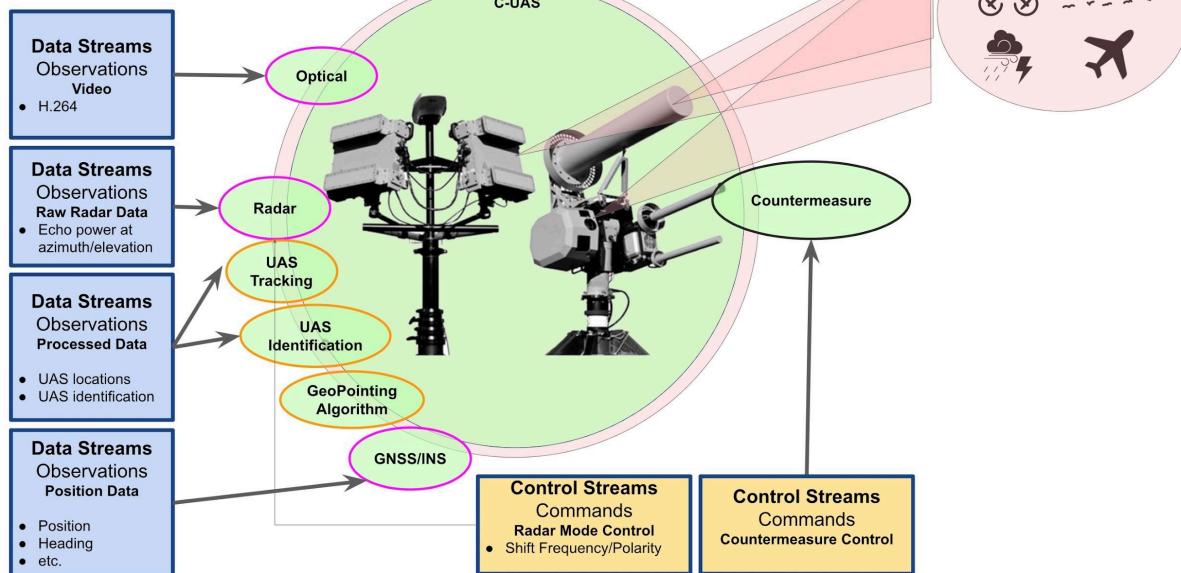 C-UAS
Data Streams
Observations
Video
● H.264
Optical
Data Streams
Observations
Raw Radar Data
● Echo power at
azimuth/elevation
Radar
Countermeasure
UAS
Tracking
Data Streams
Observations
Processed Data
● UAS locations
● UAS identification
UAS
Identification
GeoPointing
Algorithm
Data Streams
Observations
Position Data
● Position
● Heading
● etc.
GNSS/INS
Control Streams
Commands
Radar Mode Control
● Shift Frequency/Polarity
Control Streams
Commands
Countermeasure Control